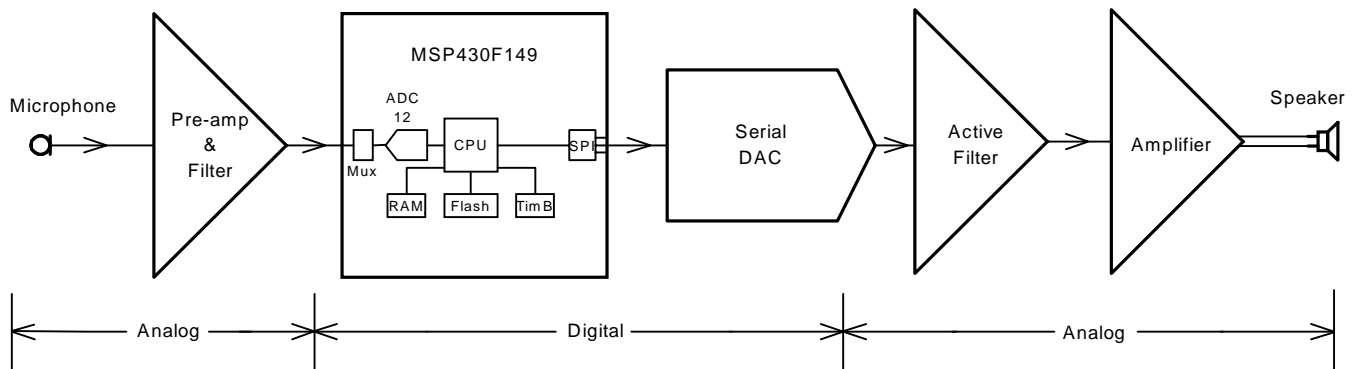 MSP430F149
Microphone
Pre-amp
&
Filter
ADC
12
Mux
CPU
SPI
RAM
Flash
TimB
Serial
DAC
Active
Filter
Amplifier
Speaker
Analog
Digital
Analog